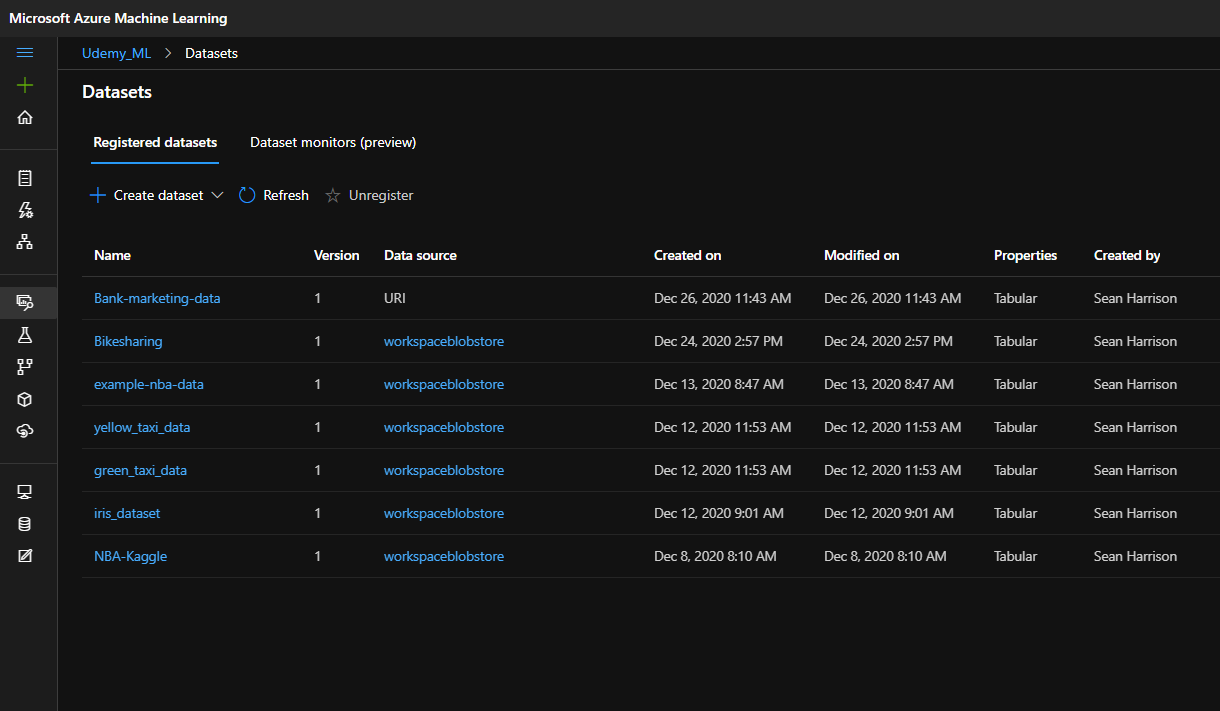 Microsoft Azure Machine Learning
Udemy_ML > Datasets
Datasets
Registered datasets Dataset monitors (preview)
Create dataset Refresh Unregister
Name Version Data source Created on Modified on Properties Created by
Bank-marketing-data 1 URI Dec 26, 2020 11:43 AM Dec 26, 2020 11:43 AM Tabular Sean Harrison
Bikesharing 1 workspaceblobstore Dec 24, 2020 2:57 PM Dec 24, 2020 2:57 PM Tabular Sean Harrison
example-nba-data 1 workspaceblobstore Dec 13, 2020 8:47 AM Dec 13, 2020 8:47 AM Tabular Sean Harrison
yellow_taxi_data 1 workspaceblobstore Dec 12, 2020 11:53 AM Dec 12, 2020 11:53 AM Tabular Sean Harrison
green_taxi_data 1 workspaceblobstore Dec 12, 2020 11:53 AM Dec 12, 2020 11:53 AM Tabular Sean Harrison
iris_dataset 1 workspaceblobstore Dec 12, 2020 9:01 AM Dec 12, 2020 9:01 AM Tabular Sean Harrison
NBA-Kaggle 1 workspaceblobstore Dec 8, 2020 8:10 AM Dec 8, 2020 8:10 AM Tabular Sean Harrison